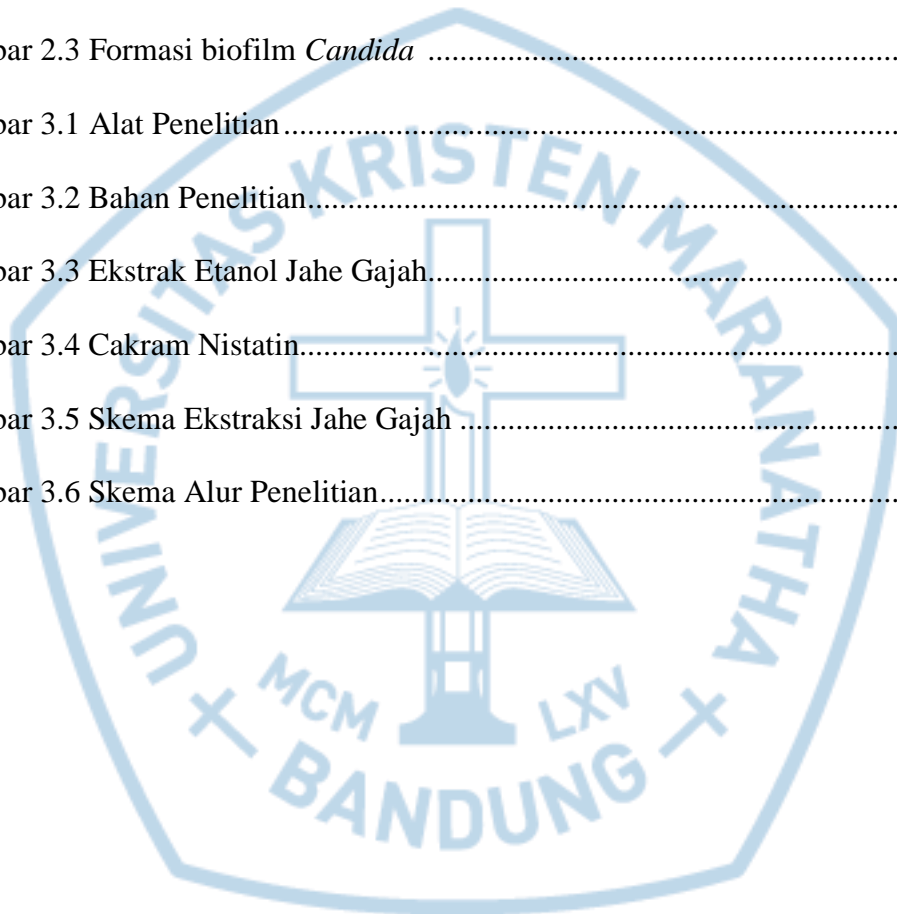 bar 2.3 Formasi biofilm Candida ........................................................
bar 3.1 Alat Penelitian........................................................................
bar 3.2 Bahan Penelitian....................................................................
bar 3.3 Ekstrak Etanol Jahe Gajah.....................................................
bar 3.4 Cakram Nistatin.....................................................................
bar 3.5 Skema Ekstraksi Jahe Gajah ..................................................
bar 3.6 Skema Alur Penelitian............................................................
UNIVERSITAS KRISTEN MARANATHA
MCM LXV
BANDUNG